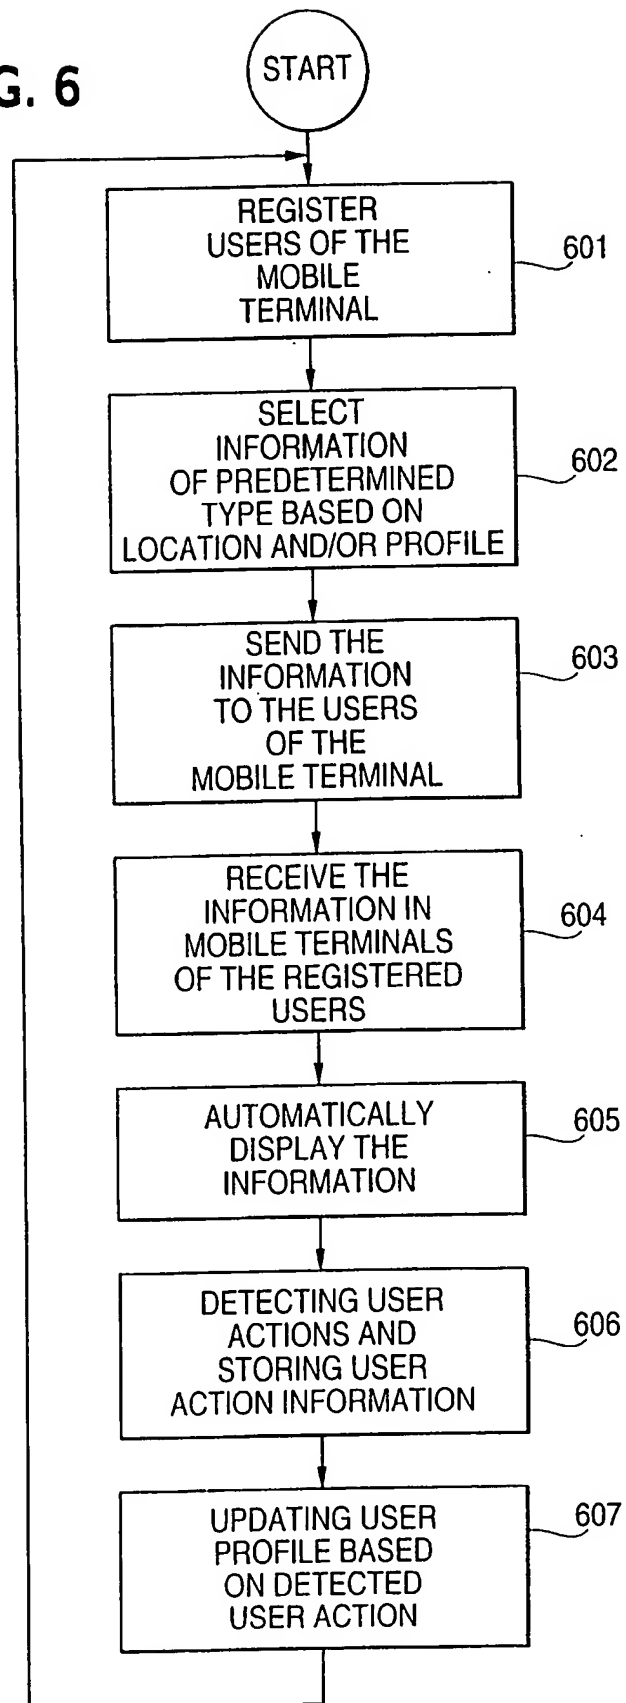 G. 6
START
REGISTER
USERS OF THE
MOBILE
TERMINAL
601
SELECT
INFORMATION
OF PREDETERMINED
TYPE BASED ON
LOCATION AND/OR PROFILE
602
SEND THE
INFORMATION
TO THE USERS
OF THE
MOBILE TERMINAL
603
RECEIVE THE
INFORMATION IN
MOBILE TERMINALS
OF THE REGISTERED
USERS
604
AUTOMATICALLY
DISPLAY THE
INFORMATION
605
DETECTING USER
ACTIONS AND
STORING USER
ACTION INFORMATION
606
UPDATING USER
PROFILE BASED
ON DETECTED
USER ACTION
607